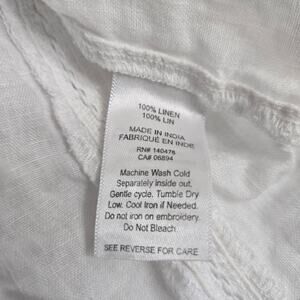 100% LINEN
100% LIN
MADE IN INDIA
FABRIQUÉ EN INDE
RN# 140476
CA# 06894
Machine Wash Cold
Separately inside out.
Gentle cycle. Tumble Dry
Low. Cool Iron if Needed.
Do not iron on embroidery.
Do Not Bleach.
SEE REVERSE FOR CARE